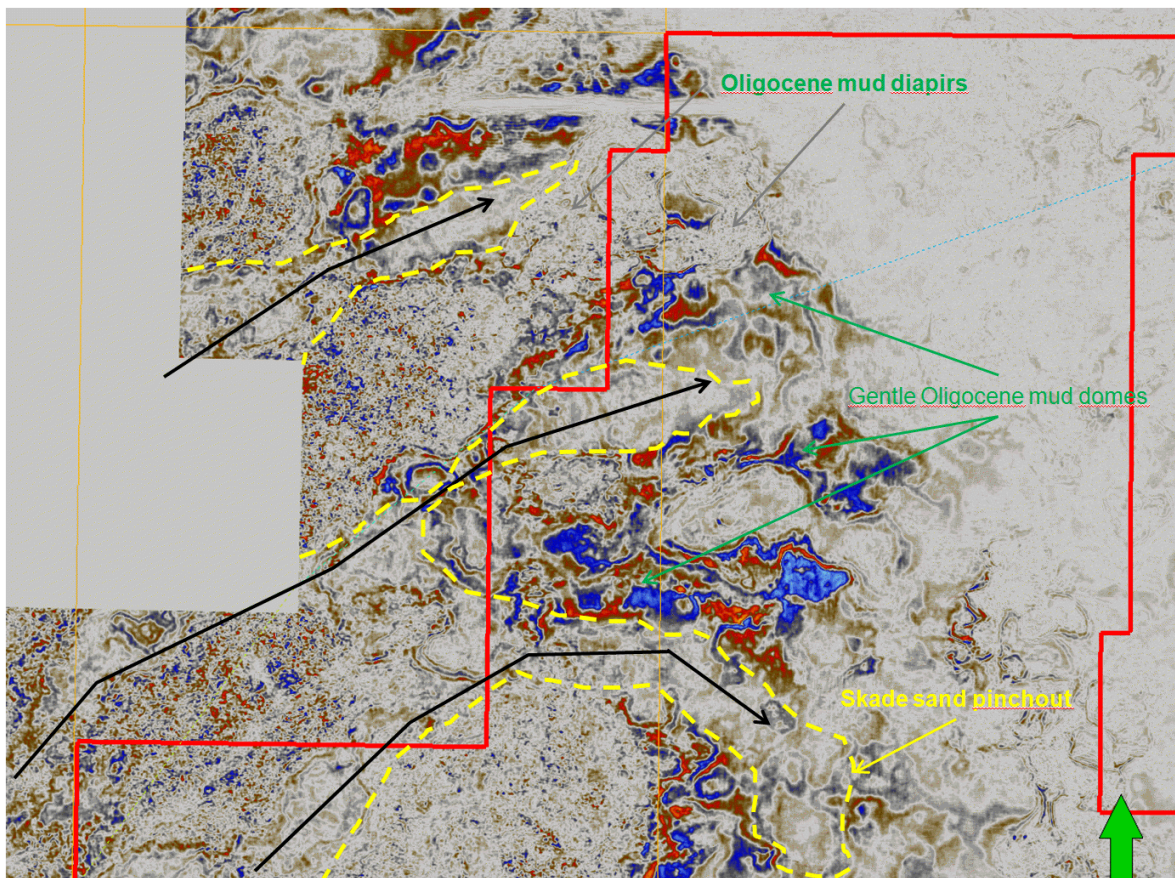 Oligocene mud diapirs
Gentle Oligocene mud domes
Skade sand pinchout